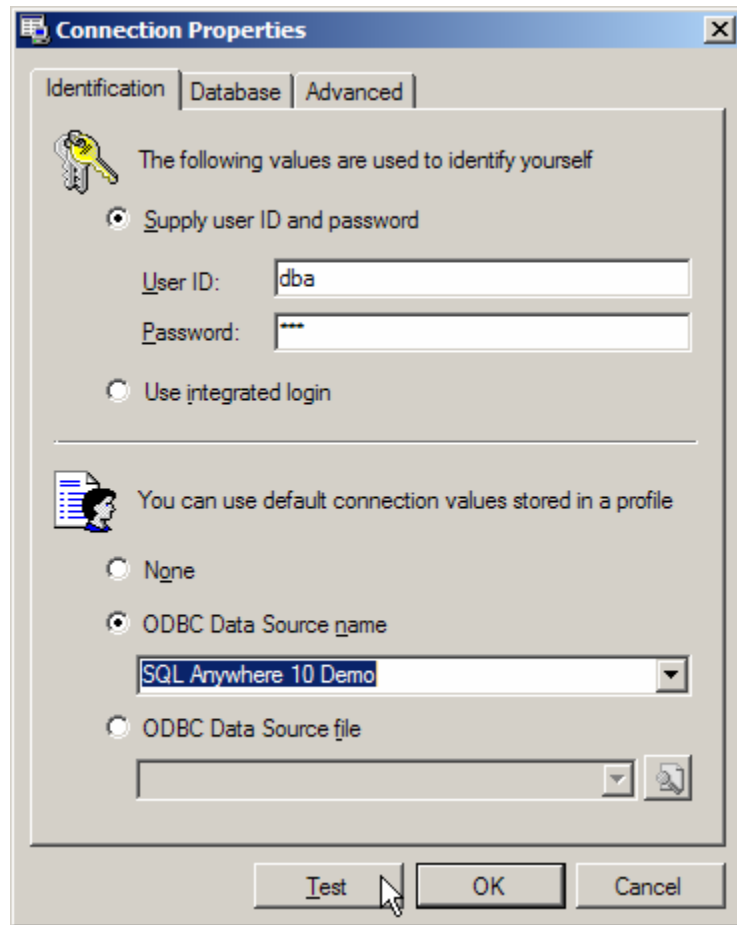 Connection Properties
Identification Database Advanced
The following values are used to identify yourself
Supply user ID and password
User ID: dba
Password: ***
Use integrated login
You can use default connection values stored in a profile
None
ODBC Data Source name
SQL Anywhere 10 Demo
ODBC Data Source file
Test OK Cancel